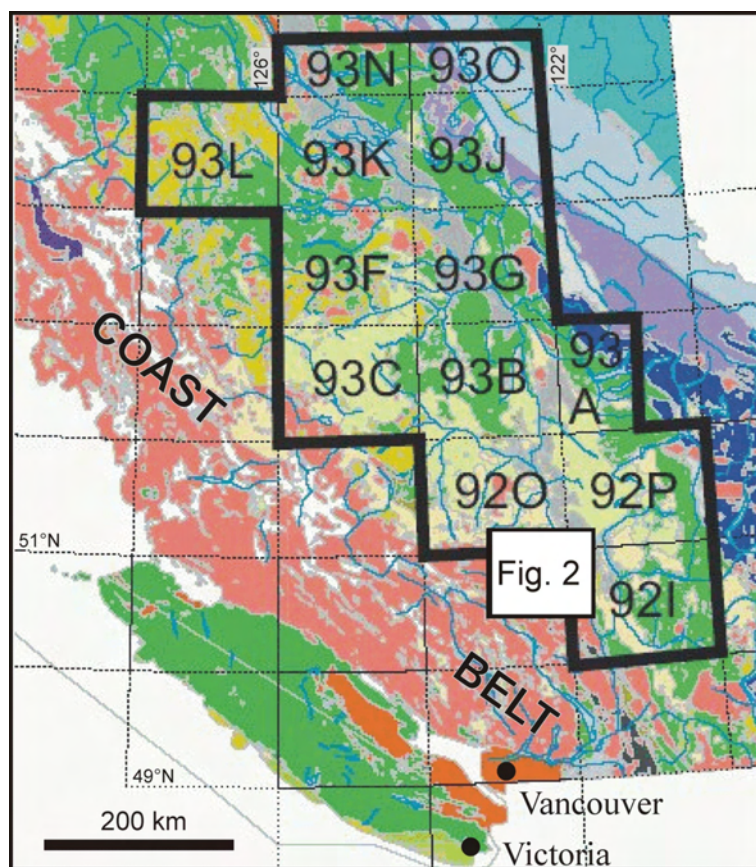 126°
122°
93N
93O
93L
93K
93J
93F
93G
COAST
93C
93B
93
A
92O
92P
51°N
Fig. 2
92I
BELT
49°N
Vancouver
200 km
Victoria